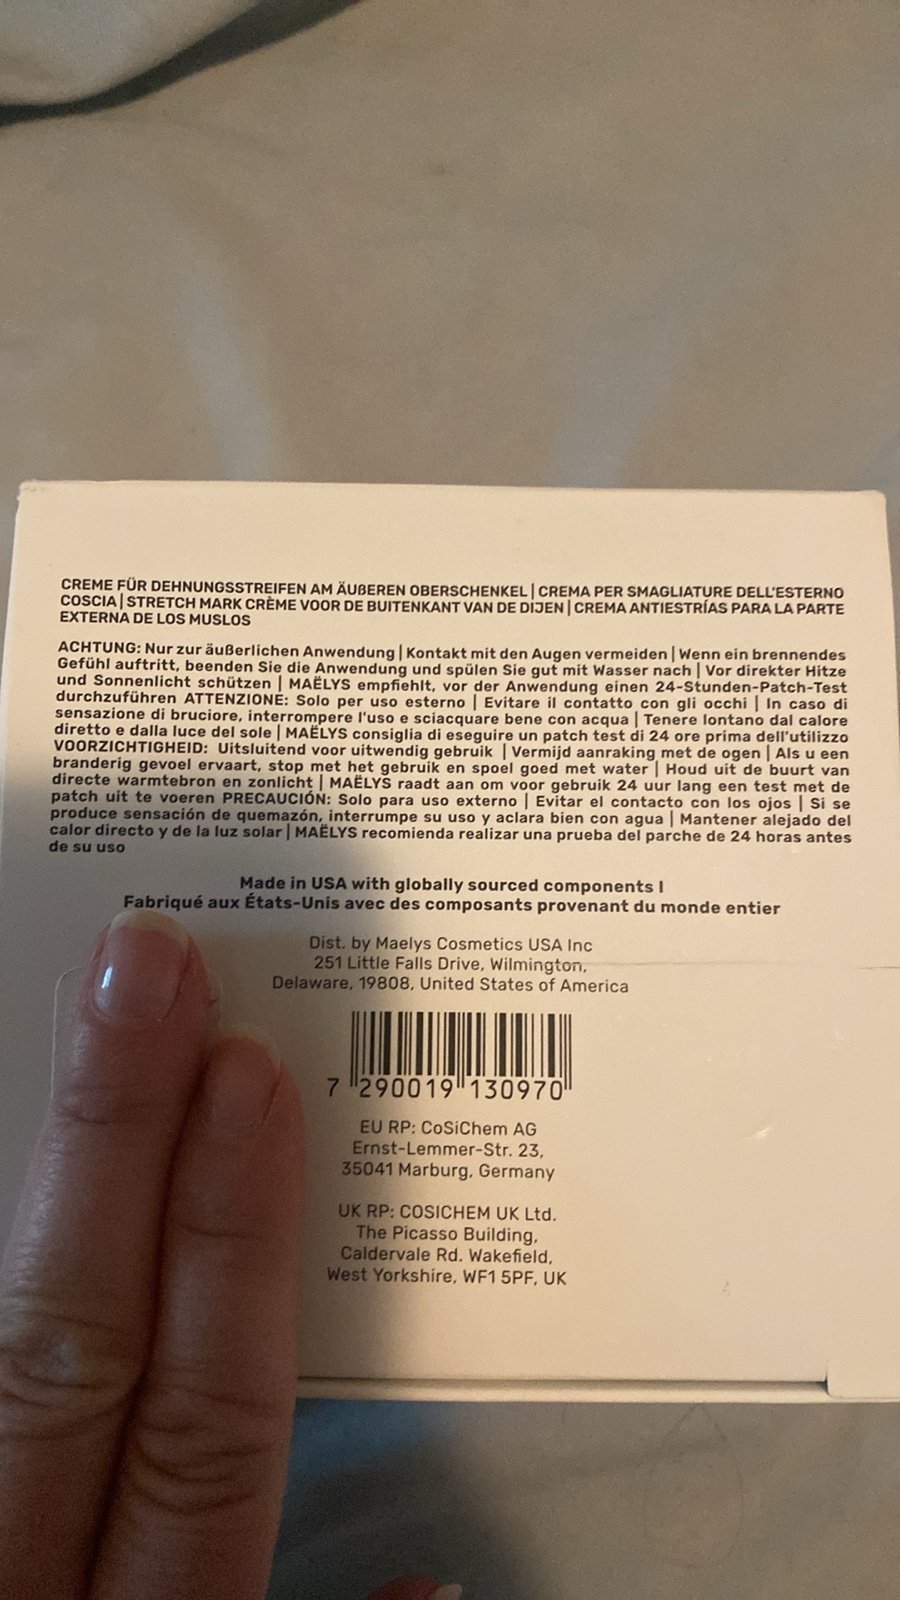 CREME FÜR DEHNUNGSSTREIFEN AM ÄUßEREN OBERSCHENKEL | CREMA PER SMAGLIATURE DELL'ESTERNO
COSCIA | STRETCH MARK CRÈME VOOR DE BUITENKANT VAN DE DIJEN | CREMA ANTIESTRÍAS PARA LA PARTE
EXTERNA DE LOS MUSLOS
ACHTUNG: Nur zur äußerlichen Anwendung | Kontakt mit den Augen vermeiden | Wenn ein brennendes
Gefühl auftritt, beenden Sie die Anwendung und spülen Sie gut mit Wasser nach | Vor direkter Hitze
und Sonnenlicht schützen | MAËLYS empfiehlt, vor der Anwendung einen 24-Stunden-Patch-Test
durchzuführen ATTENZIONE: Solo per uso esterno | Evitare il contatto con gli occhi | In caso di
sensazione di bruciore, interrompere l'uso e sciacquare bene con acqua | Tenere lontano dal calore
diretto e dalla luce del sole | MAËLYS consiglia di eseguire un patch test di 24 ore prima dell'utilizzo
VOORZICHTIGHEID: Uitsluitend voor uitwendig gebruik | Vermijd aanraking met de ogen | Als u een
branderig gevoel ervaart, stop met het gebruik en spoel goed met water | Houd uit de buurt van
directe warmtebron en zonlicht | MAËLYS raadt aan om voor gebruik 24 uur lang een test met de
patch uit te voeren PRECAUCIÓN: Solo para uso externo | Evitar el contacto con los ojos | Si se
produce sensación de quemazón, interrumpe su uso y aclara bien con agua | Mantener alejado del
calor directo y de la luz solar | MAËLYS recomienda realizar una prueba del parche de 24 horas antes
de su uso
Made in USA with globally sourced components I
Fabriqué aux États-Unis avec des composants provenant du monde entier
Dist. by Maelys Cosmetics USA Inc
251 Little Falls Drive, Wilmington,
Delaware, 19808, United States of America
7 290019 130970
EU RP: CoSiChem AG
Ernst-Lemmer-Str. 23,
35041 Marburg, Germany
UK RP: COSICHEM UK Ltd.
The Picasso Building,
Caldervale Rd. Wakefield,
West Yorkshire, WF1 5PF, UK